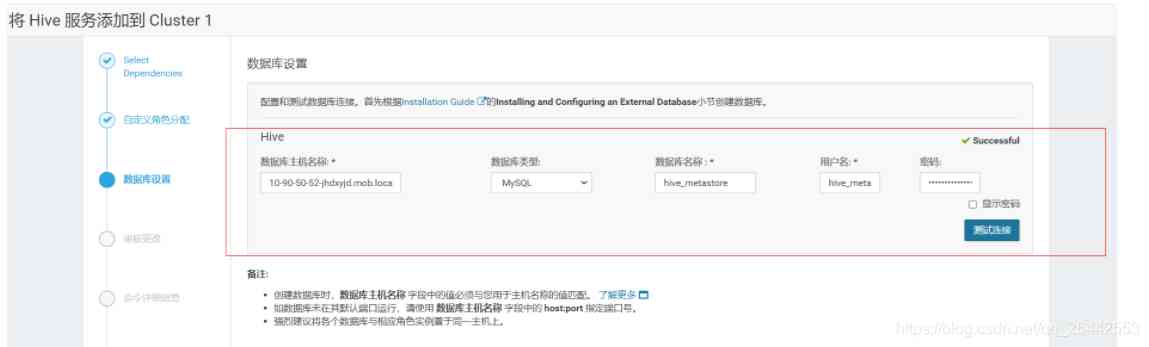 将 Hive 服务添加到 Cluster 1
Select
Dependencies
自定义角色分配
数据库设置
审核更改
命令详细信息
数据库设置
配置和测试数据库连接。首先根据Installation Guide 的Installing and Configuring an External Database小节创建数据库。
Hive
Successful
数据库主机名称: * 数据库类型: 数据库名称 : * 用户名: * 密码:
10-90-50-52-jhdxyjd.mob.loca MySQL hive_metastore hive_meta ••••••••••••••
显示密码
测试连接
备注:
创建数据库时，数据库主机名称 字段中的值必须与您用于主机名称的值匹配。 了解更多
如数据库未在其默认端口运行，请使用 数据库主机名称 字段中的 host:port 指定端口号。
强烈建议将各个数据库与相应角色实例置于同一主机上。